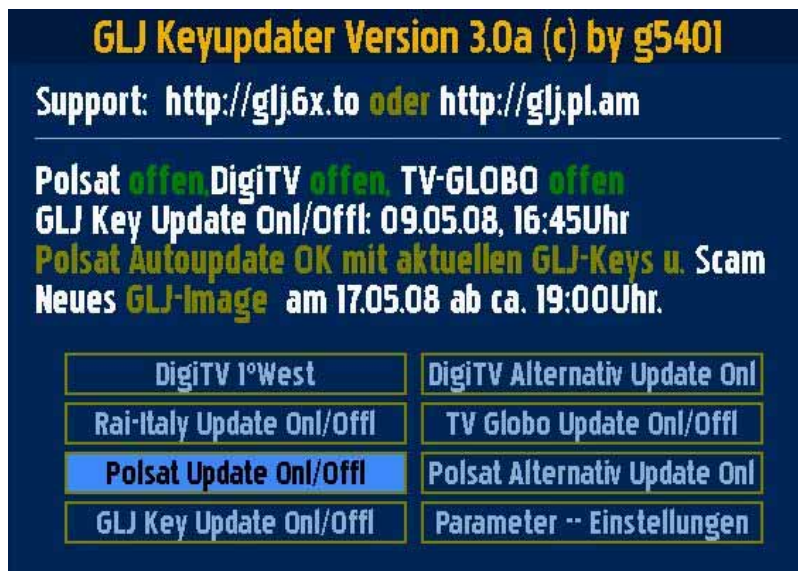 GLJ Keyupdater Version 3.0a (c) by g5401
Support: http://glj.6x.to oder http://glj.pl.am
Polsat offen,DigiTV offen, TV-GLOBO offen
GLJ Key Update Onl/Offl: 09.05.08, 16:45Uhr
Polsat Autoupdate OK mit aktuellen GLJ-Keys u. Scam
Neues GLJ-Image am 17.05.08 ab ca. 19:00Uhr.
DigiTV 1°West
DigiTV Alternativ Update Onl
Rai-Italy Update Onl/Offl
TV Globo Update Onl/Offl
Polsat Update Onl/Offl
Polsat Alternativ Update Onl
GLJ Key Update Onl/Offl
Parameter -- Einstellungen